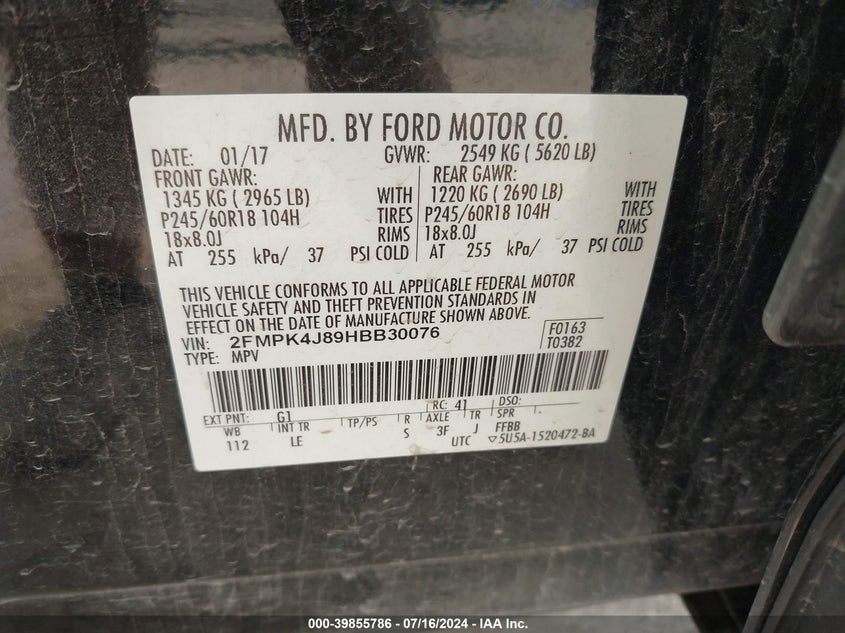 MFD. BY FORD MOTOR CO.
DATE: 01/17 GVWR: 2549 KG ( 5620 LB)
FRONT GAWR: REAR GAWR:
1345 KG ( 2965 LB) WITH 1220 KG ( 2690 LB) WITH
P245/60R18 104H TIRES P245/60R18 104H TIRES
18x8.0J RIMS 18x8.0J RIMS
AT 255 kPa/ 37 PSI COLD AT 255 kPa/ 37 PSI COLD
THIS VEHICLE CONFORMS TO ALL APPLICABLE FEDERAL MOTOR
VEHICLE SAFETY AND THEFT PREVENTION STANDARDS IN
EFFECT ON THE DATE OF MANUFACTURE SHOWN ABOVE.
VIN: 2FMPK4J89HBB30076 F0163
TYPE: MPV T0382
EXT PNT: G1 RC: 41 DSO:
WB INT TR TP/PS R AXLE TR SPR
112 LE S 3F J FFBB
UTC ▽5U5A-1520472-BA
000-39855786 - 07/16/2024 - IAA Inc.